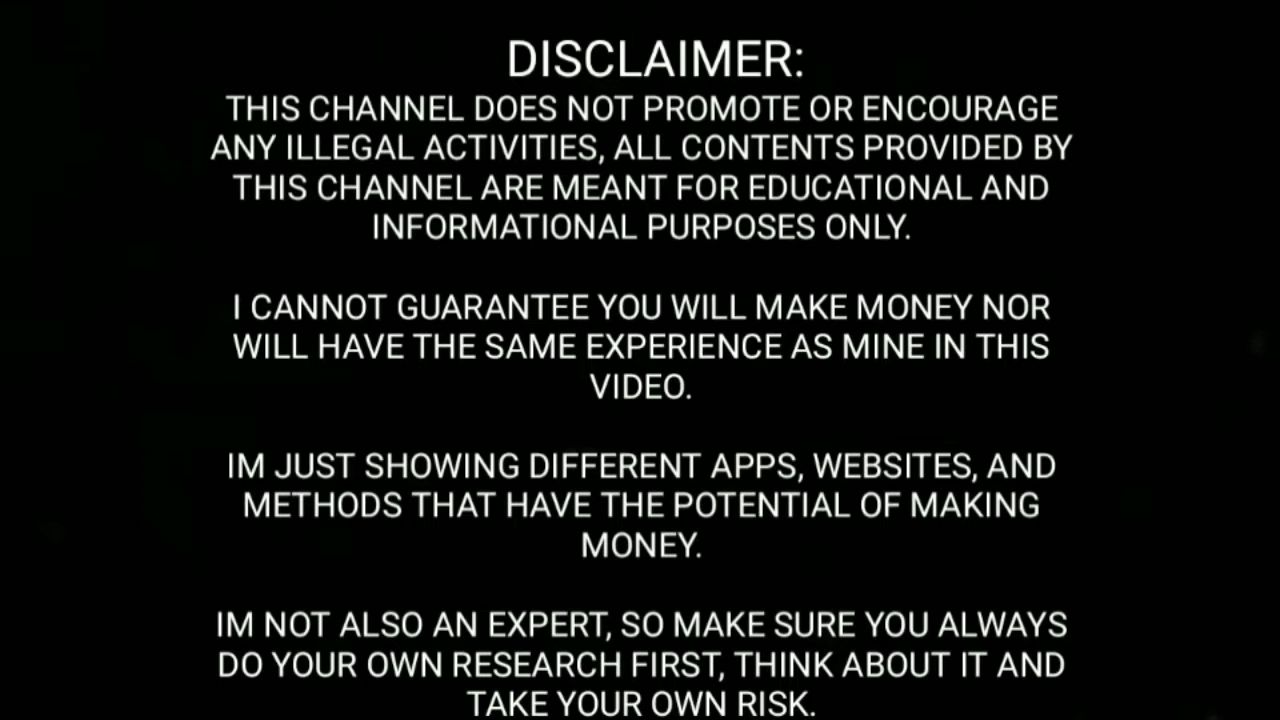 DISCLAIMER:
THIS CHANNEL DOES NOT PROMOTE OR ENCOURAGE
ANY ILLEGAL ACTIVITIES, ALL CONTENTS PROVIDED BY
THIS CHANNEL ARE MEANT FOR EDUCATIONAL AND
INFORMATIONAL PURPOSES ONLY.
I CANNOT GUARANTEE YOU WILL MAKE MONEY NOR
WILL HAVE THE SAME EXPERIENCE AS MINE IN THIS
VIDEO.
IM JUST SHOWING DIFFERENT APPS, WEBSITES, AND
METHODS THAT HAVE THE POTENTIAL OF MAKING
MONEY.
IM NOT ALSO AN EXPERT, SO MAKE SURE YOU ALWAYS
DO YOUR OWN RESEARCH FIRST, THINK ABOUT IT AND
TAKE YOUR OWN RISK.